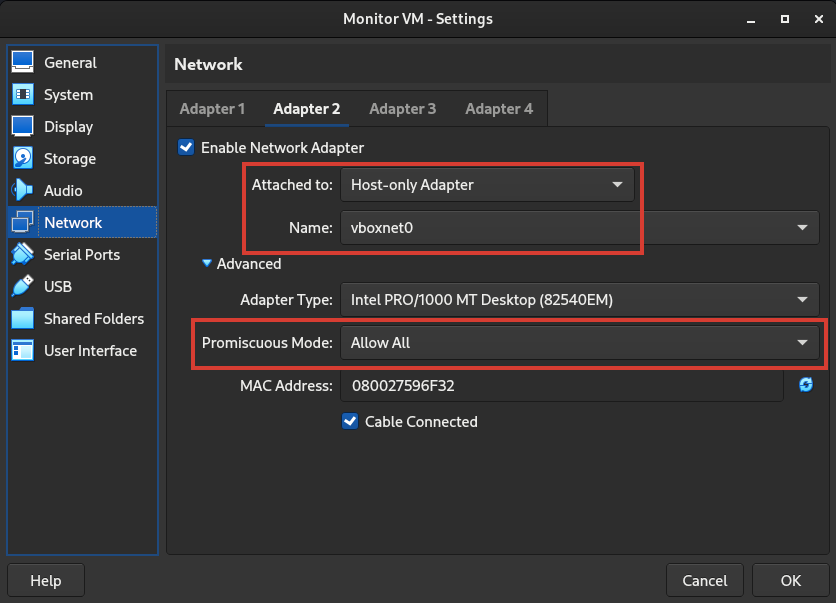 Monitor VM - Settings
General
System
Display
Storage
Audio
Network
Serial Ports
USB
Shared Folders
User Interface
Network
Adapter 1 Adapter 2 Adapter 3 Adapter 4
Enable Network Adapter
Attached to: Host-only Adapter
Name: vboxnet0
Advanced
Adapter Type: Intel PRO/1000 MT Desktop (82540EM)
Promiscuous Mode: Allow All
MAC Address: 080027596F32
Cable Connected
Help Cancel OK